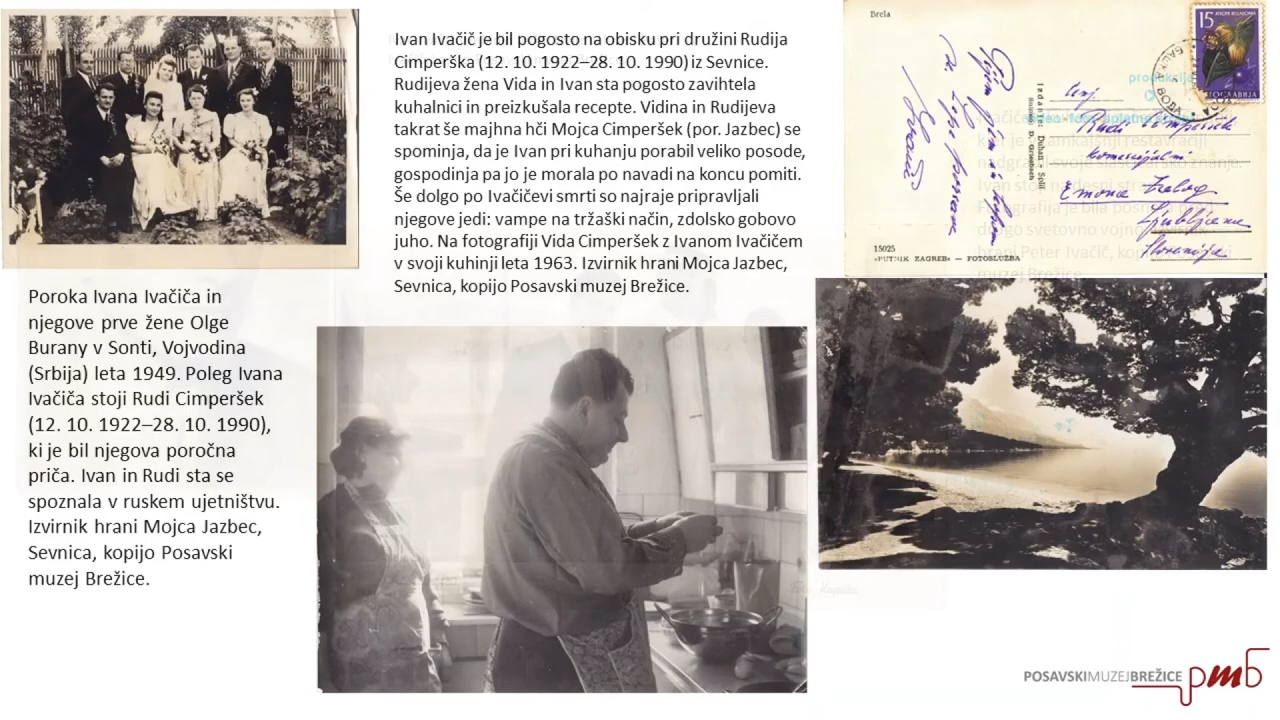 Ivan Ivačič je bil pogosto na obisku pri družini Rudija
Cimperška (12. 10. 1922–28. 10. 1990) iz Sevnice.
Rudijeva žena Vida in Ivan sta pogosto zavihtela
kuhalnici in preizkušala recepte. Vidina in Rudijeva
takrat še majhna hči Mojca Cimperšek (por. Jazbec) se
spominja, da je Ivan pri kuhanju porabil veliko posode,
gospodinja pa jo je morala po navadi na koncu pomiti.
Še dolgo po Ivačičevi smrti so najraje pripravljali
njegove jedi: vampe na tržaški način, zdolsko gobovo
juho. Na fotografiji Vida Cimperšek z Ivanom Ivačičem
v svoji kuhinji leta 1963. Izvirnik hrani Mojca Jazbec,
Sevnica, kopijo Posavski muzej Brežice.
Poroka Ivana Ivačiča in
njegove prve žene Olge
Burany v Sonti, Vojvodina
(Srbija) leta 1949. Poleg Ivana
Ivačiča stoji Rudi Cimperšek
(12. 10. 1922–28. 10. 1990),
ki je bil njegova poročna
priča. Ivan in Rudi sta se
spoznala v ruskem ujetništvu.
Izvirnik hrani Mojca Jazbec,
Sevnica, kopijo Posavski
muzej Brežice.
Brela
15
Izdanje: Duhan - Split
Rudi Cimperšek
Emona Zalog
Ljubljana
Slovenija
15025
»PUTNIK ZAGREB« — FOTOSLUŽBA
POSAVSKIMUZEJBREŽICE pmb